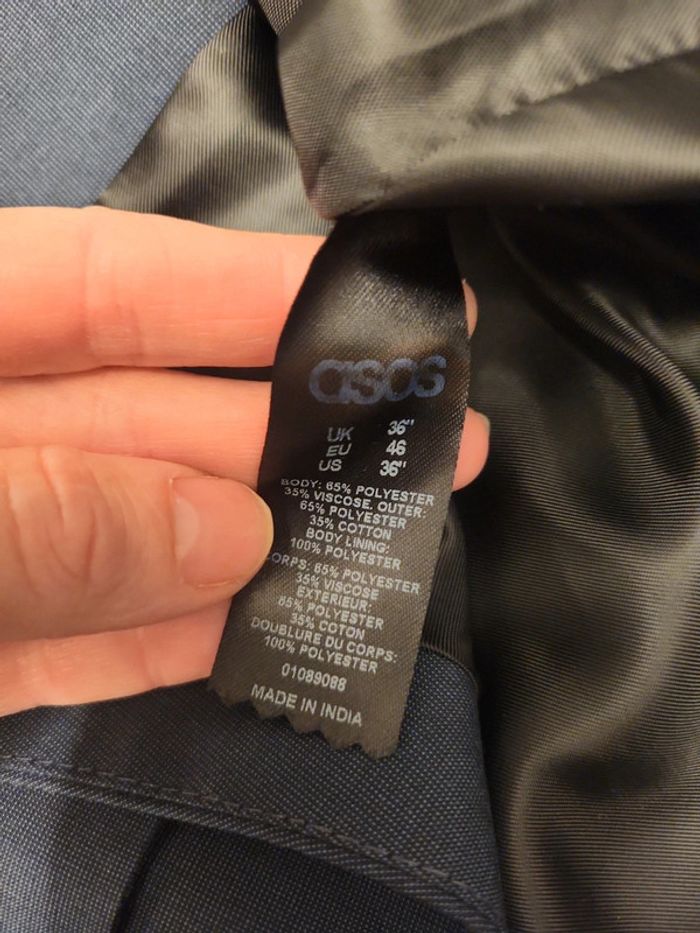 asos
UK 36"
EU 46
US 36"
BODY: 65% POLYESTER
35% VISCOSE. OUTER:
65% POLYESTER
35% COTTON
BODY LINING:
100% POLYESTER
CORPS: 65% POLYESTER
35% VISCOSE
EXTERIEUR:
65% POLYESTER
35% COTON
DOUBLURE DU CORPS:
100% POLYESTER
01089088
MADE IN INDIA